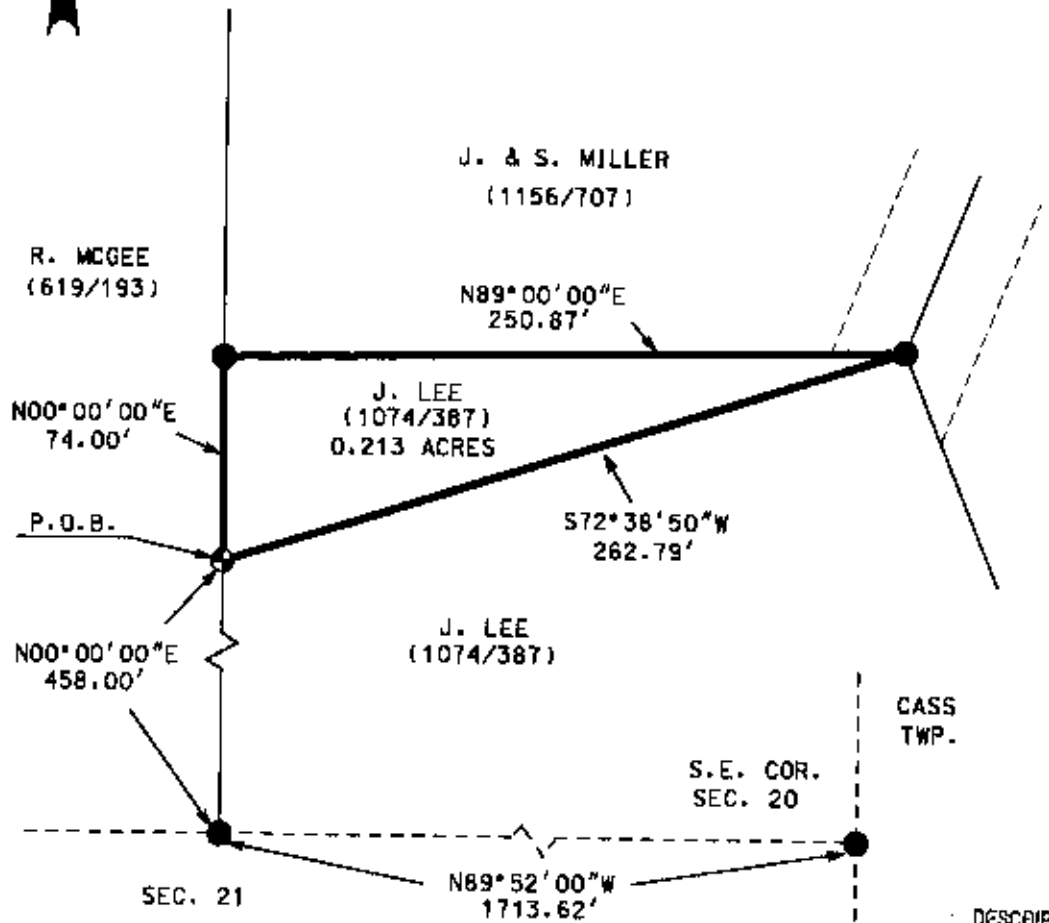 J. & S. MILLER
(1156/707)
R. MCGEE
(619/193)
N89°00'00"E
250.87'
J. LEE
(1074/387)
0.213 ACRES
N00°00'00"E
74.00'
P.O.B.
S72°38'50"W
262.79'
J. LEE
(1074/387)
N00°00'00"E
458.00'
CASS
TWP.
S.E. COR.
SEC. 20
SEC. 21
N89°52'00"W
1713.62'